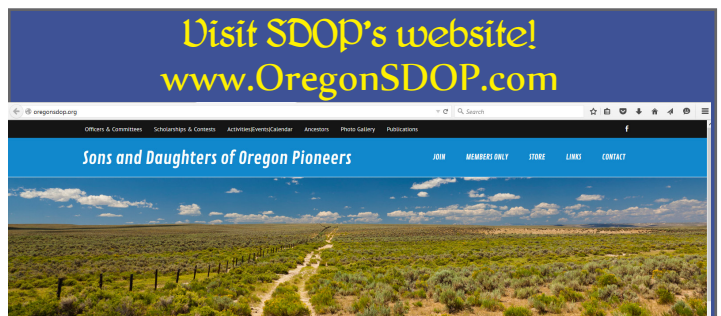 Visit SDOP's website!
www.OregonSDOP.com
oregonsdop.org
Search
Officers & Committees Scholarships & Contests Activities|Events|Calendar Ancestors Photo Gallery Publications f
Sons and Daughters of Oregon Pioneers JOIN MEMBERS ONLY STORE LINKS CONTACT